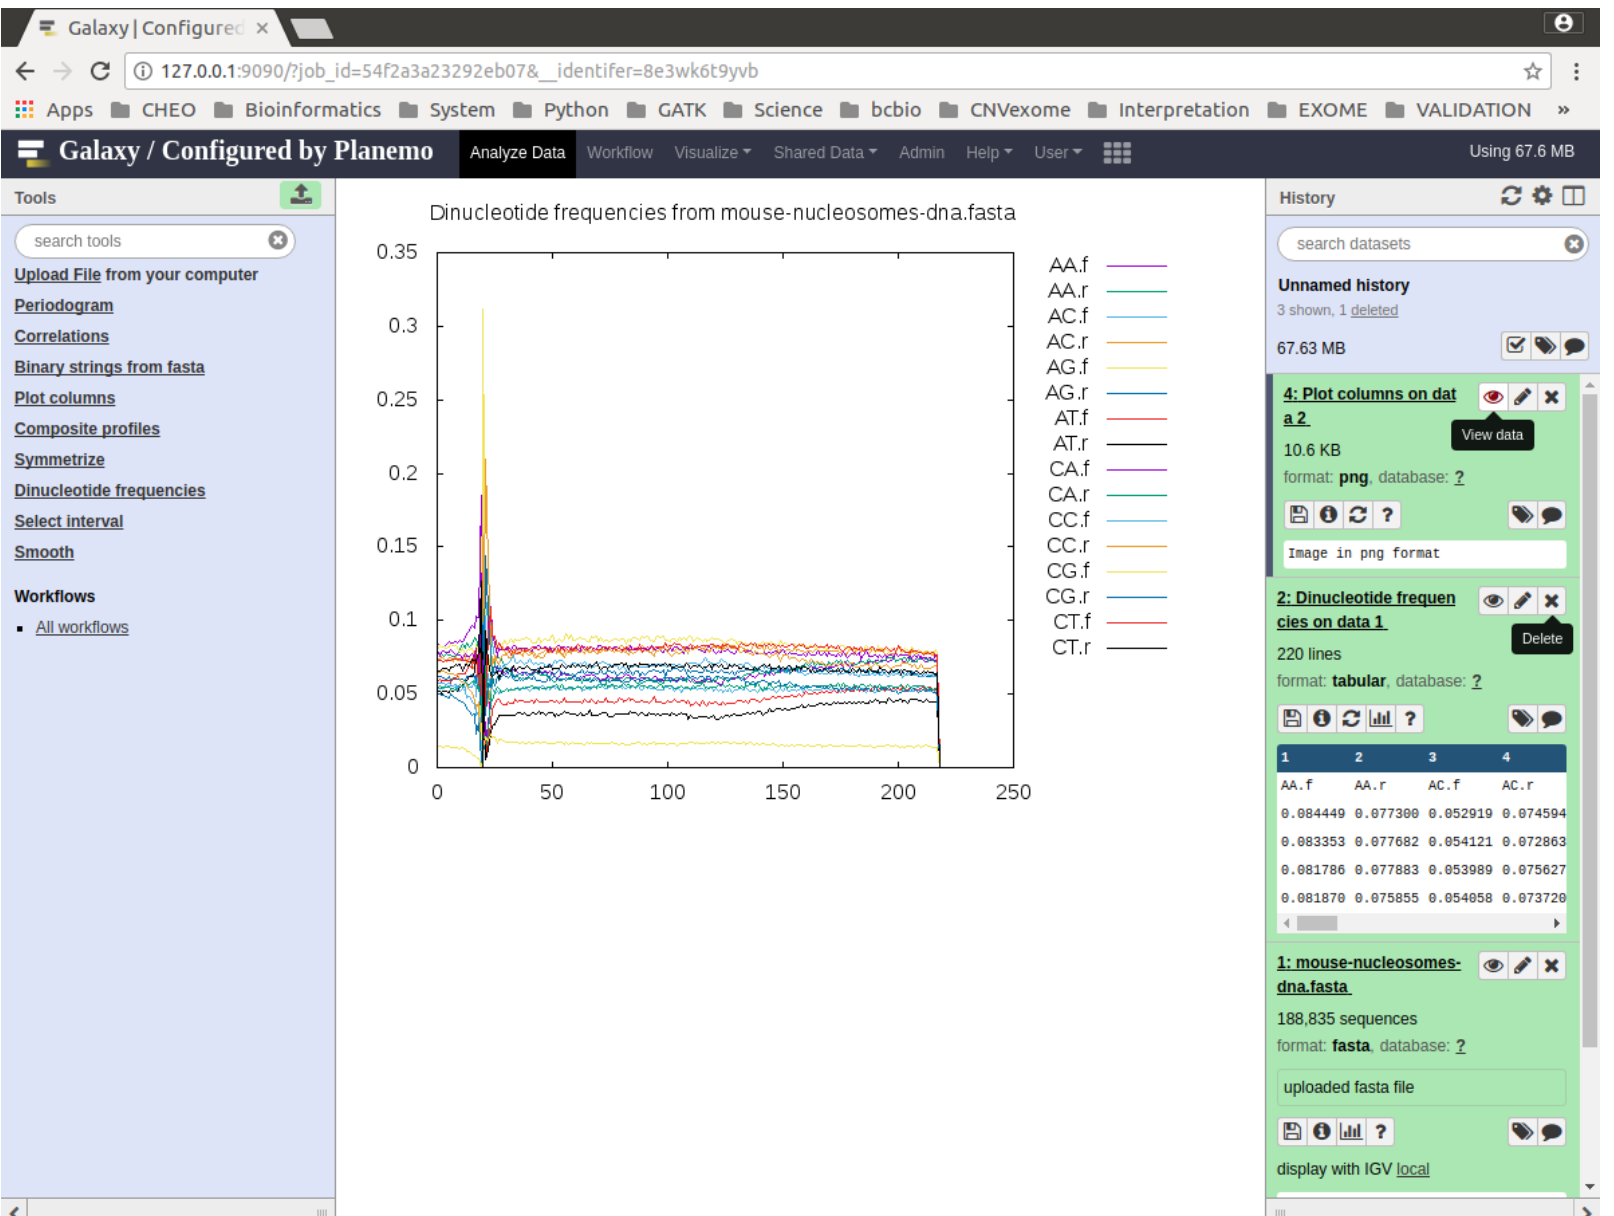 Galaxy | Configured
127.0.0.1:9090/?job_id=54f2a3a23292eb07&__identifer=8e3wk6t9yvb
Apps CHEO Bioinformatics System Python GATK Science bcbio CNVexome Interpretation EXOME VALIDATION »
Galaxy / Configured by Planemo Analyze Data Workflow Visualize Shared Data Admin Help User Using 67.6 MB
Tools
search tools
Upload File from your computer
Periodogram
Correlations
Binary strings from fasta
Plot columns
Composite profiles
Symmetrize
Dinucleotide frequencies
Select interval
Smooth
Workflows
All workflows
Dinucleotide frequencies from mouse-nucleosomes-dna.fasta
0.35
0.3
0.25
0.2
0.15
0.1
0.05
0
0 50 100 150 200 250
AA.f
AA.r
AC.f
AC.r
AG.f
AG.r
AT.f
AT.r
CA.f
CA.r
CC.f
CC.r
CG.f
CG.r
CT.f
CT.r
History
search datasets
Unnamed history
3 shown, 1 deleted
67.63 MB
4: Plot columns on dat
a 2
View data
10.6 KB
format: png, database: ?
?
Image in png format
2: Dinucleotide frequen
cies on data 1
Delete
220 lines
format: tabular, database: ?
?
1 2 3 4
AA.f AA.r AC.f AC.r
0.084449 0.077300 0.052919 0.074594
0.083353 0.077682 0.054121 0.072863
0.081786 0.077883 0.053989 0.075627
0.081870 0.075855 0.054058 0.073720
1: mouse-nucleosomes-
dna.fasta
188,835 sequences
format: fasta, database: ?
uploaded fasta file
?
display with IGV local